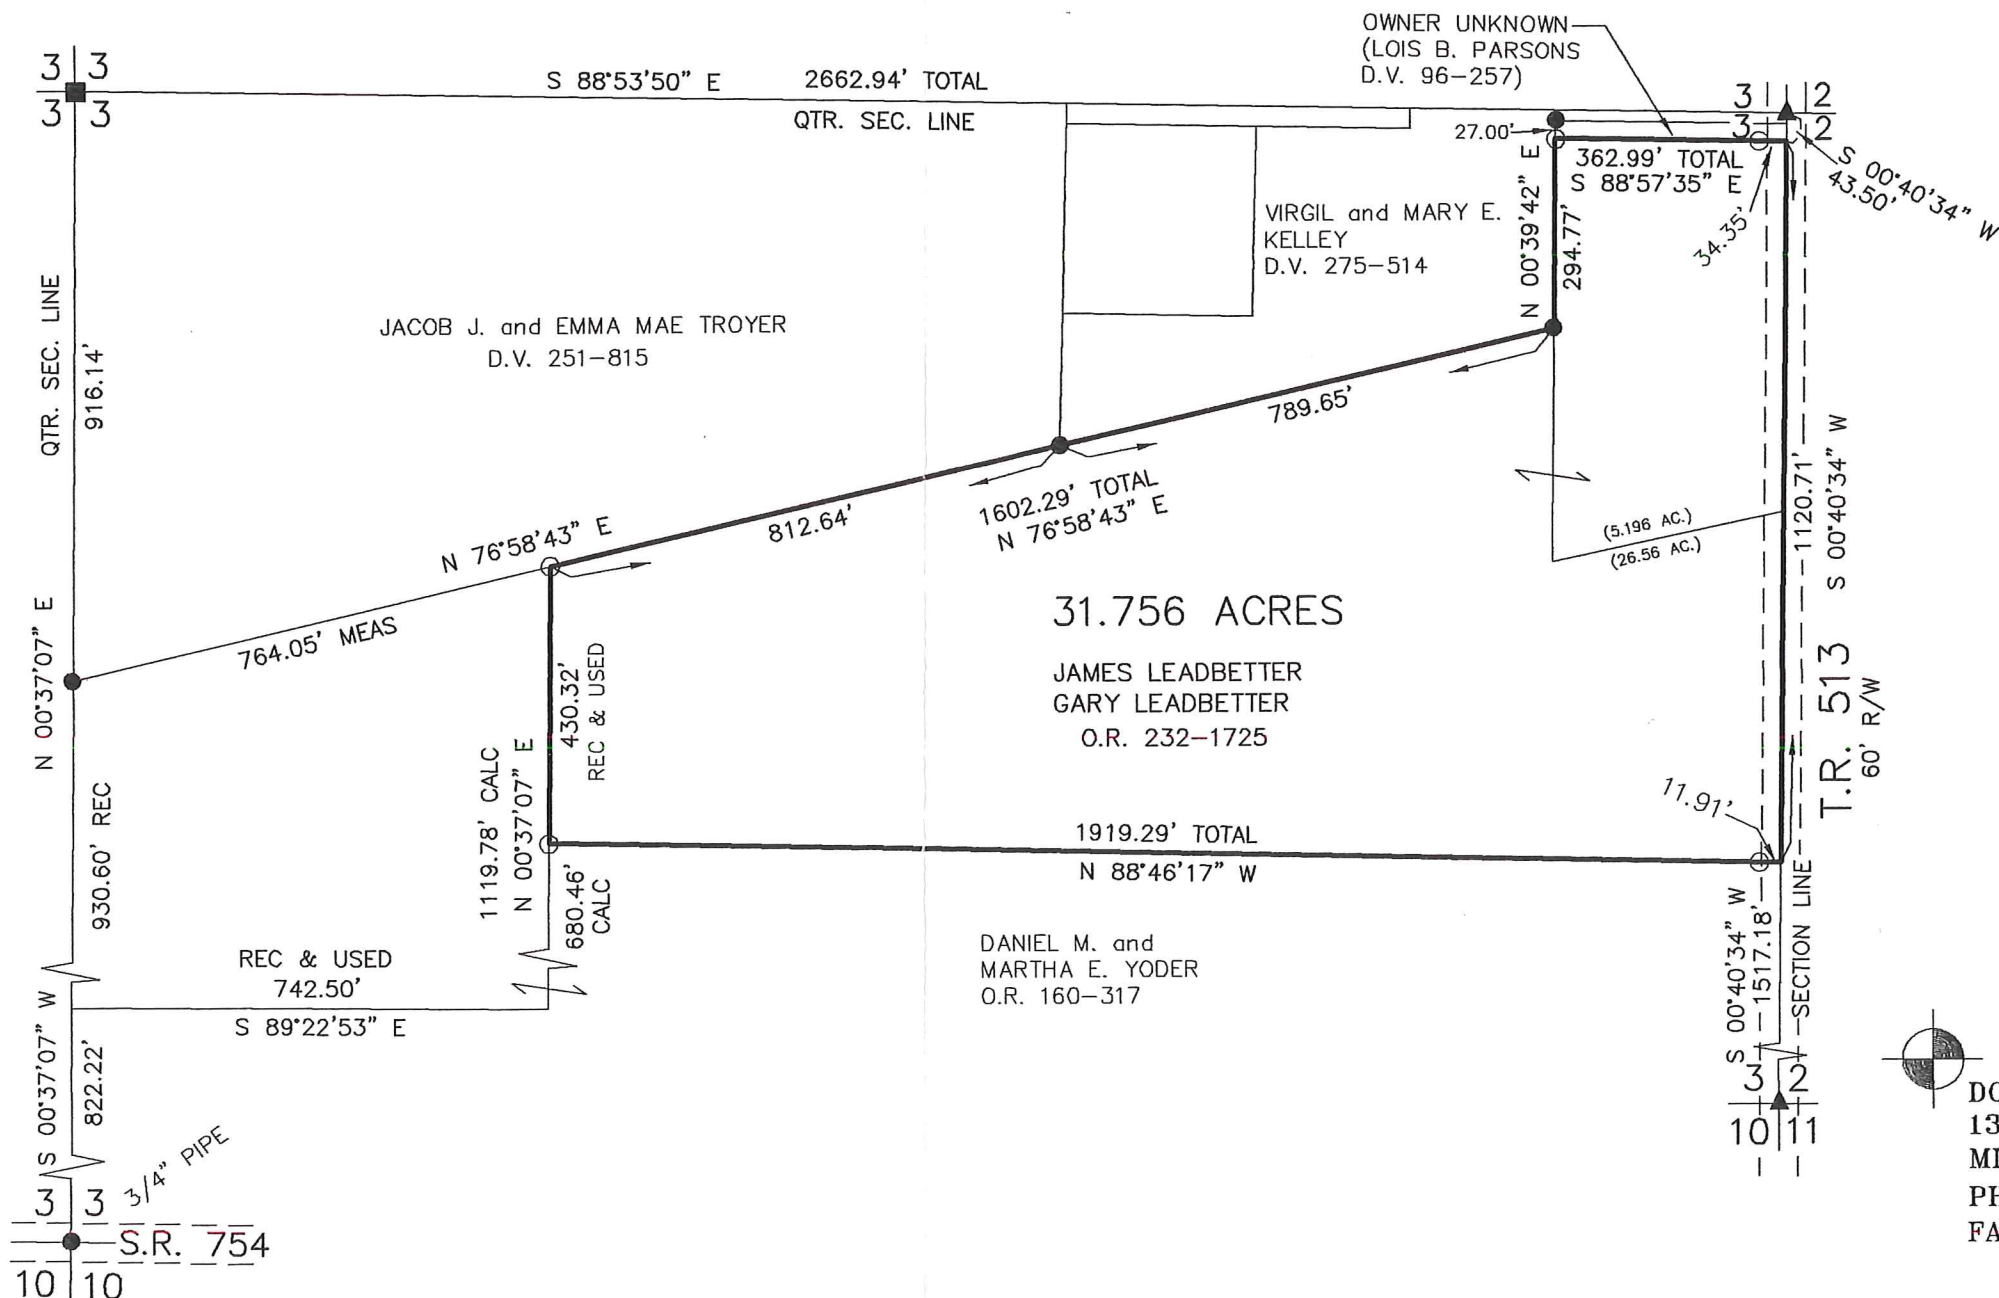 OWNER UNKNOWN
(LOIS B. PARSONS
D.V. 96-257)
3 3
3 3
S 88°53'50" E 2662.94' TOTAL
QTR. SEC. LINE
3 2
3 2
27.00'
362.99' TOTAL
S 88°57'35" E
S 00°40'34" W
43.50'
34.35'
N 00°39'42" E
294.77'
VIRGIL and MARY E.
KELLEY
D.V. 275-514
JACOB J. and EMMA MAE TROYER
D.V. 251-815
QTR. SEC. LINE
916.14'
N 00°37'07" E
789.65'
812.64'
1602.29' TOTAL
N 76°58'43" E
N 76°58'43" E
764.05' MEAS
(5.196 AC.)
(26.56 AC.)
1120.71'
S 00°40'34" W
31.756 ACRES
JAMES LEADBETTER
GARY LEADBETTER
O.R. 232-1725
T.R. 513
60' R/W
430.32'
REC & USED
1119.78' CALC
N 00°37'07" E
680.46'
CALC
930.60' REC
11.91'
1919.29' TOTAL
N 88°46'17" W
DANIEL M. and
MARTHA E. YODER
O.R. 160-317
S 00°40'34" W
1517.18'
SECTION LINE
REC & USED
742.50'
S 89°22'53" E
S 00°37'07" W
822.22'
3/4" PIPE
3 3
S.R. 754
10 10
3 2
10 11
DO
13
MI
PH
FA